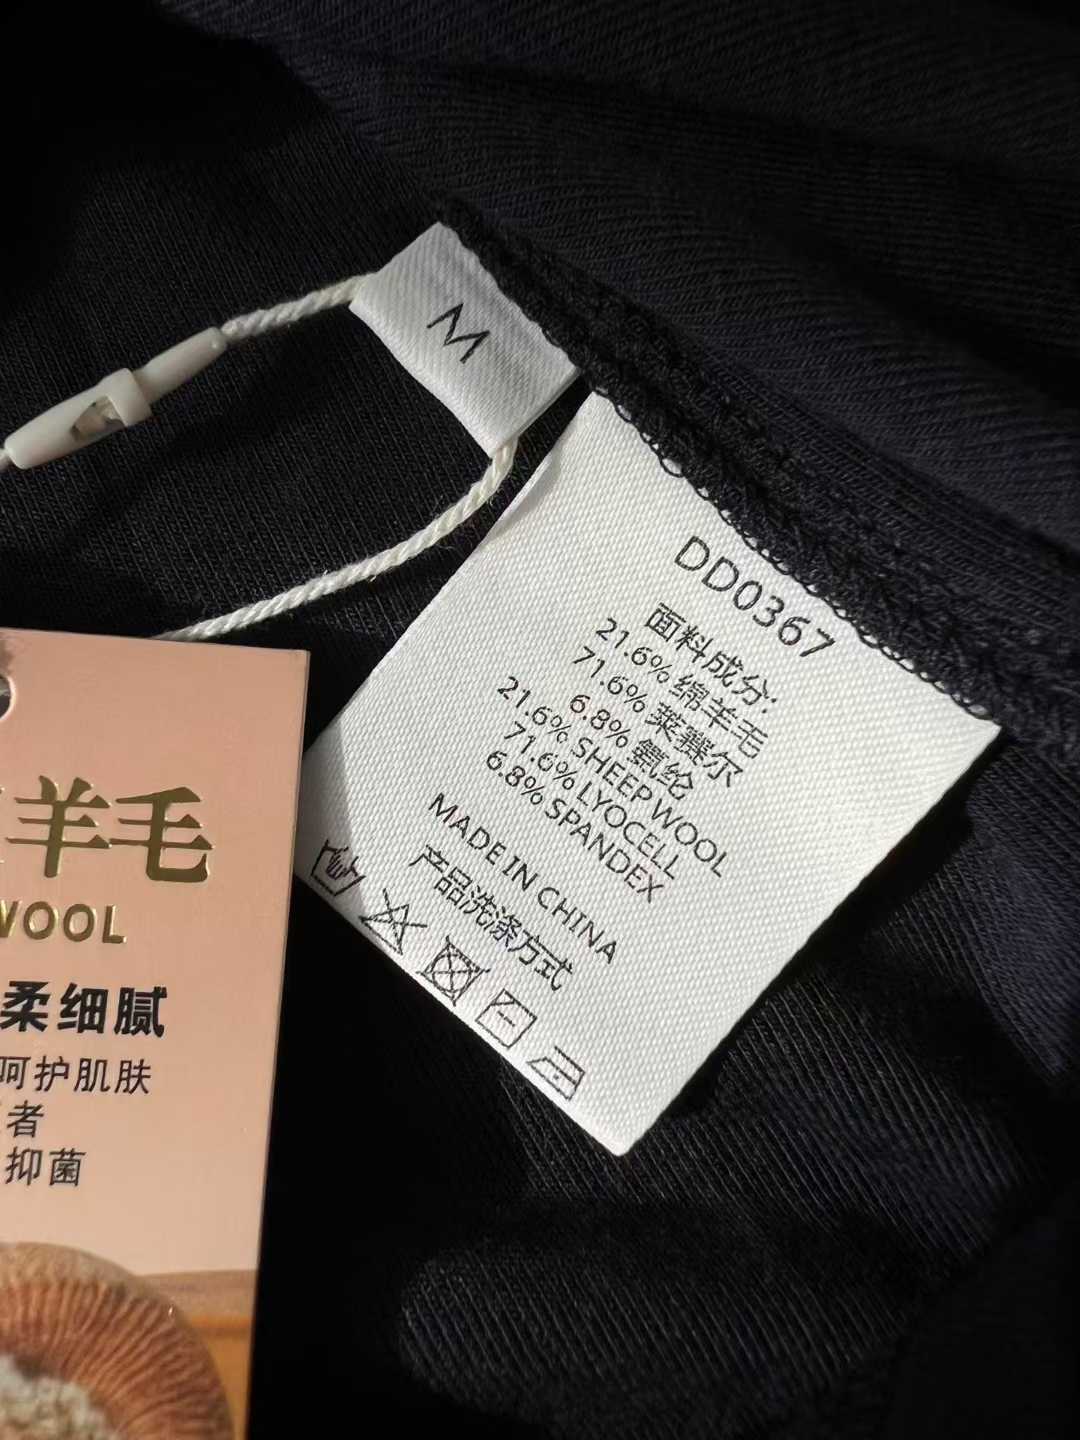 M
DD0367
面料成分:
21.6% 绵羊毛
71.6% 莱赛尔
6.8% 氨纶
21.6% SHEEP WOOL
71.6% LYOCELL
6.8% SPANDEX
MADE IN CHINA
产品洗涤方式
羊毛
WOOL
柔细腻
呵护肌肤
者
抑菌